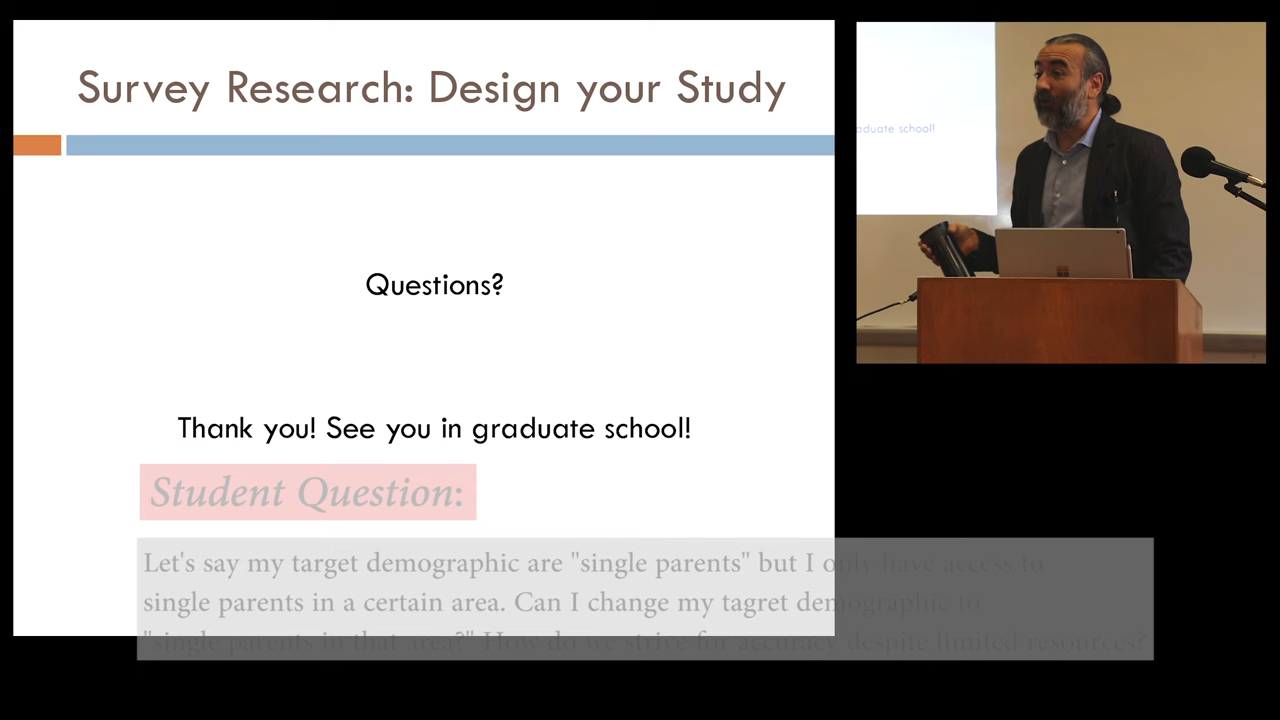 Survey Research: Design your Study
aduate school!
Questions?
Thank you! See you in graduate school!
Student Question:
Let's say my target demographic are "single parents" but I only have access to
single parents in a certain area. Can I change my tagret demographic to
"single parents in that area?" How do we strive for accuracy despite limited resources?